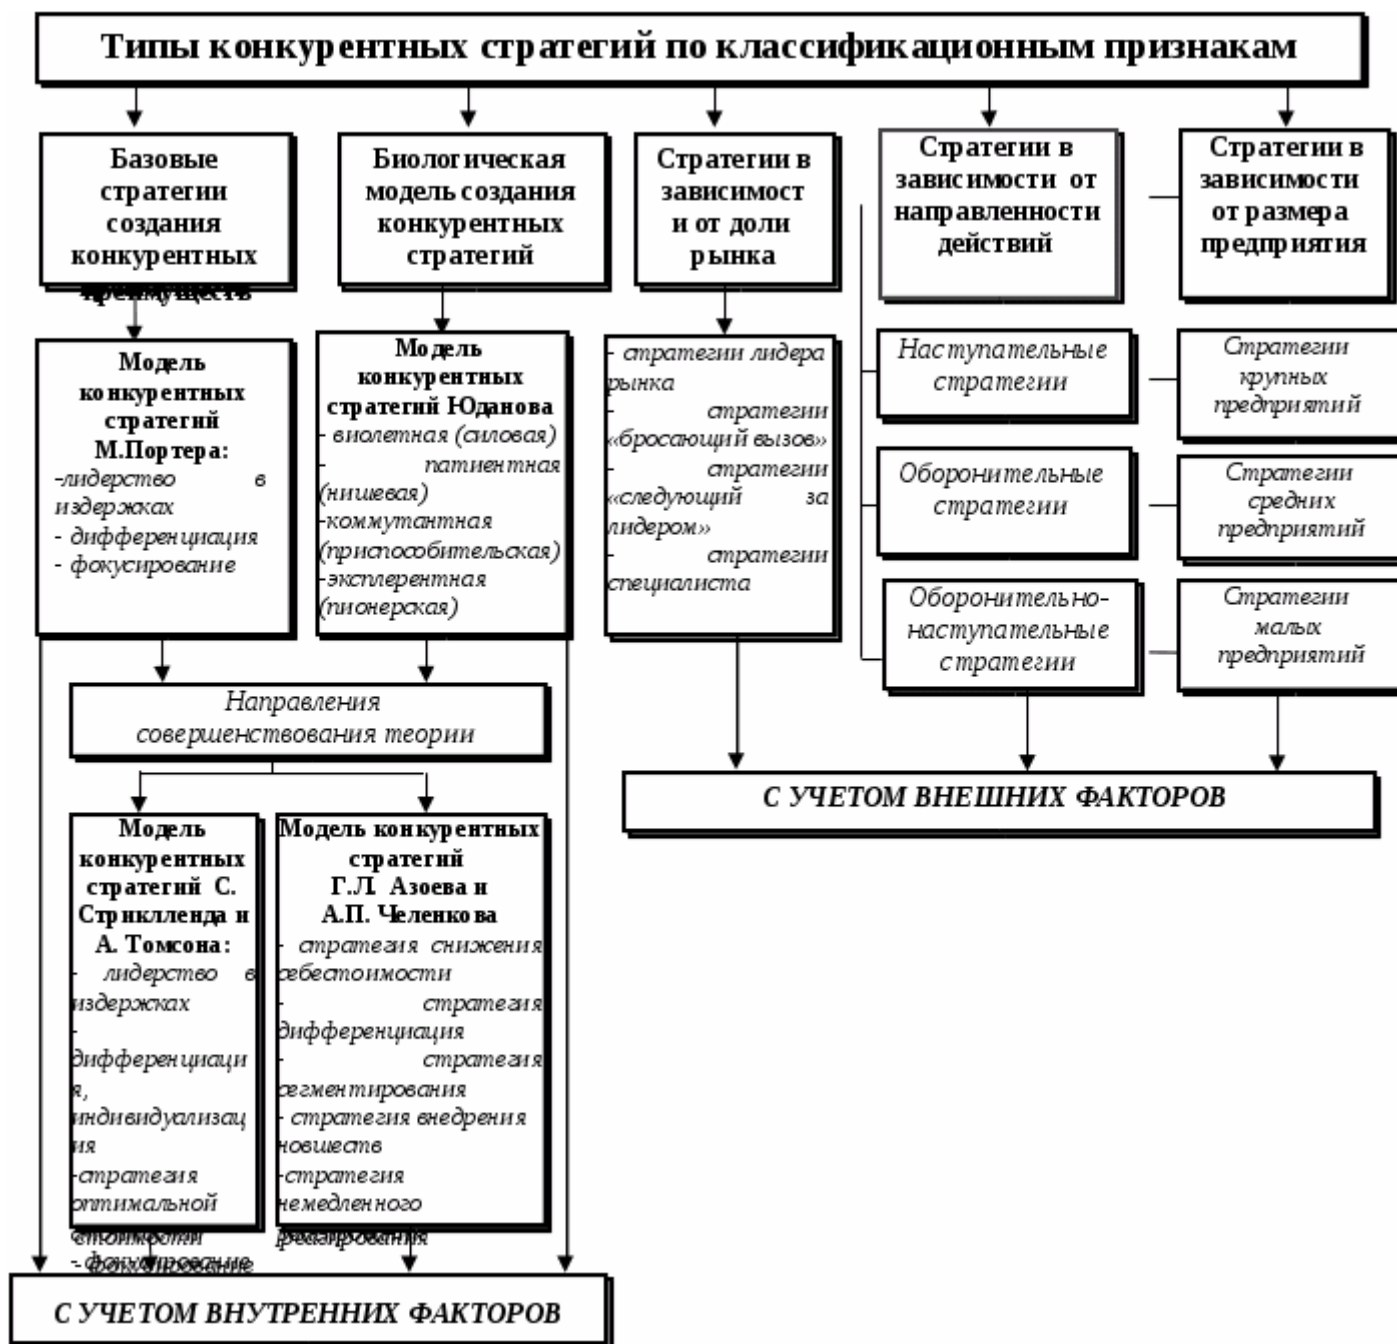 Типы конкурентных стратегий по классификационным признакам
Базовые
стратегии
создания
конкурентных
преимуществ
Биологическая
модель создания
конкурентных
стратегий
Стратегии в
зависимост
и от доли
рынка
Стратегии в
зависимости от
направленности
действий
Стратегии в
зависимости
от размера
предприятия
Модель
конкурентных
стратегий
М.Портера:
-лидерство в
издержках
- дифференциация
- фокусирование
Модель
конкурентных
стратегий Юданова
- виолетная (силовая)
- патиентная
(нишевая)
-коммутантная
(приспособительская)
-эксплерентная
(пионерская)
- стратегии лидера
рынка
- стратегии
«бросающий вызов»
- стратегии
«следующий за
лидером»
- стратегии
специалиста
Наступательные
стратегии
Оборонительные
стратегии
Оборонительно-
наступательные
стратегии
Стратегии
крупных
предприятий
Стратегии
средних
предприятий
Стратегии
малых
предприятий
Направления
совершенствования теории
С УЧЕТОМ ВНЕШНИХ ФАКТОРОВ
Модель
конкурентных
стратегий С.
Стриклленда и
А. Томсона:
- лидерство в
издержках
-
дифференциаци
я,
индивидуализац
ия
-стратегия
оптимальной
стоимости
- фокусирование
Модель конкурентных
стратегий
Г.Л. Азоева и
А.П. Челенкова
- стратегия снижения
себестоимости
- стратегия
дифференциация
- стратегия
сегментирования
- стратегия внедрения
новшеств
-стратегия
немедленного
реагирования
С УЧЕТОМ ВНУТРЕННИХ ФАКТОРОВ